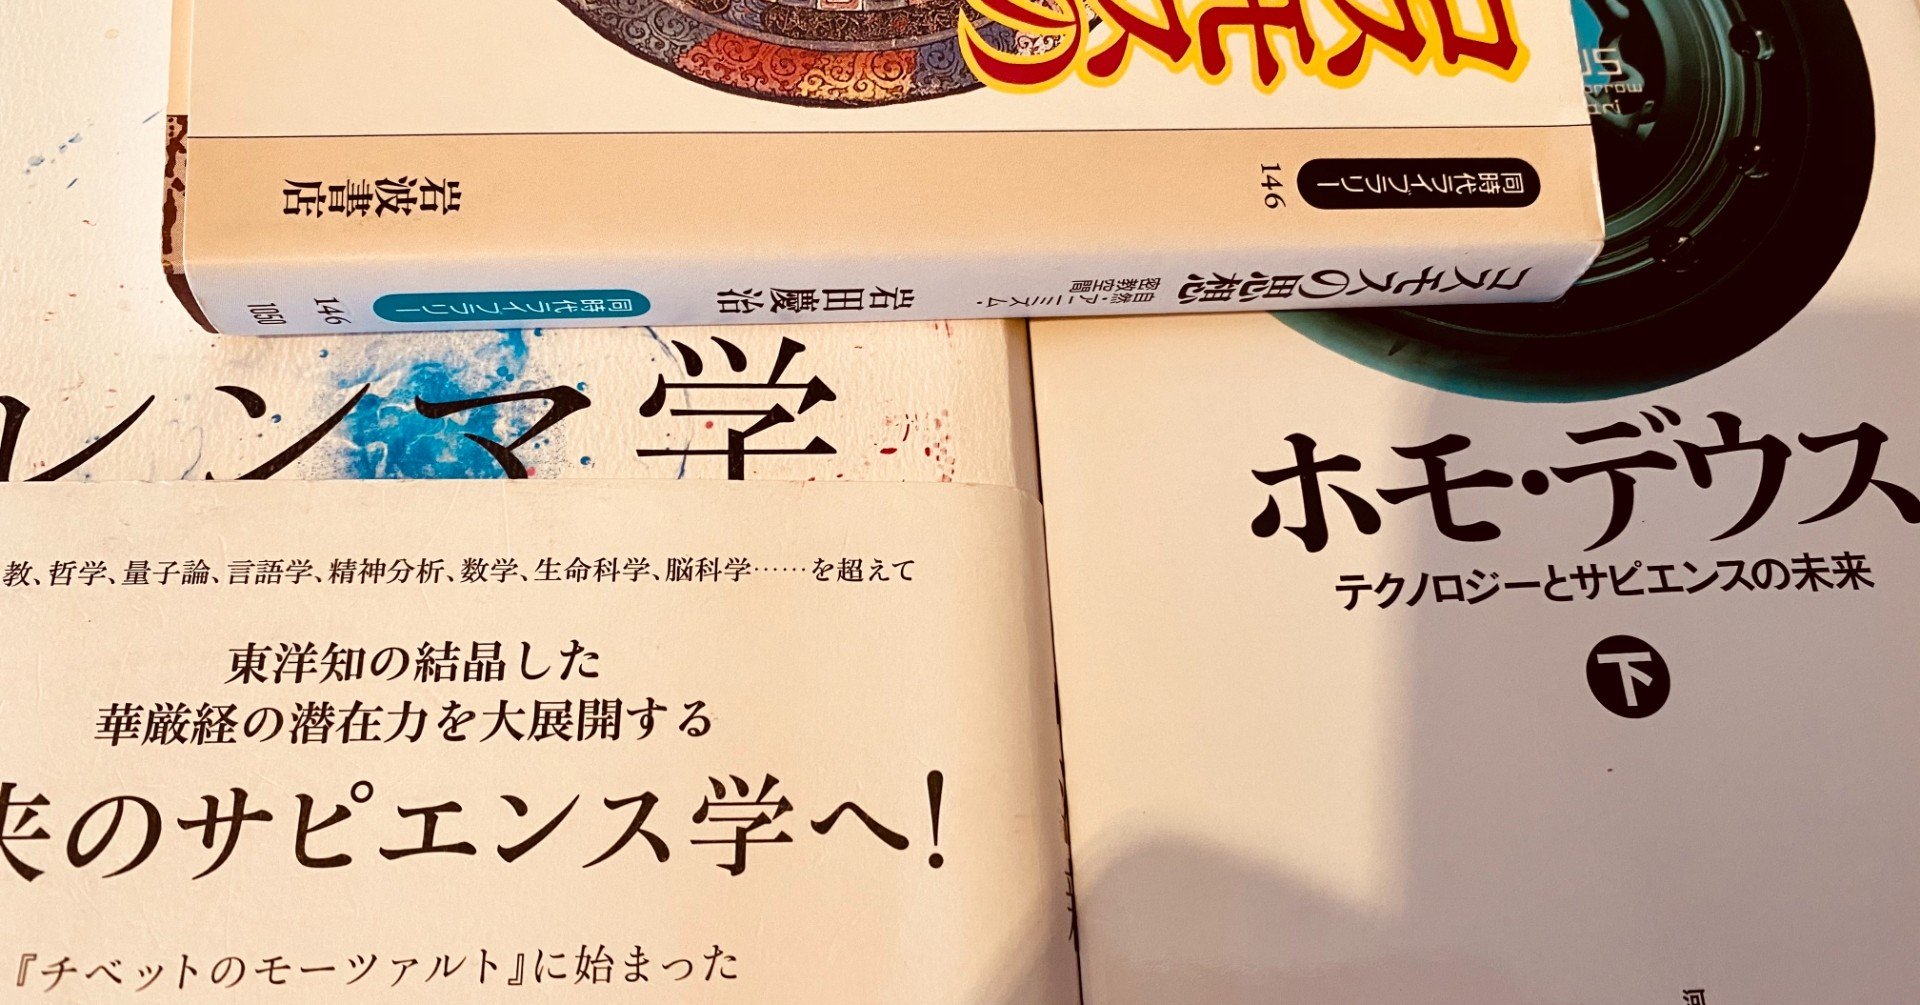 コスモスの
同時代ライブラリー
146
岩波書店
コスモスの思想
自然・アニミズム・
密教空間
岩田慶治
同時代ライブラリー
146
1050
レンマ学
教、哲学、量子論、言語学、精神分析、数学、生命科学、脳科学……を超えて
東洋知の結晶した
華厳経の潜在力を大展開する
来のサピエンス学へ!
『チベットのモーツァルト』に始まった
ホモ・デウス
テクノロジーとサピエンスの未来
下
河